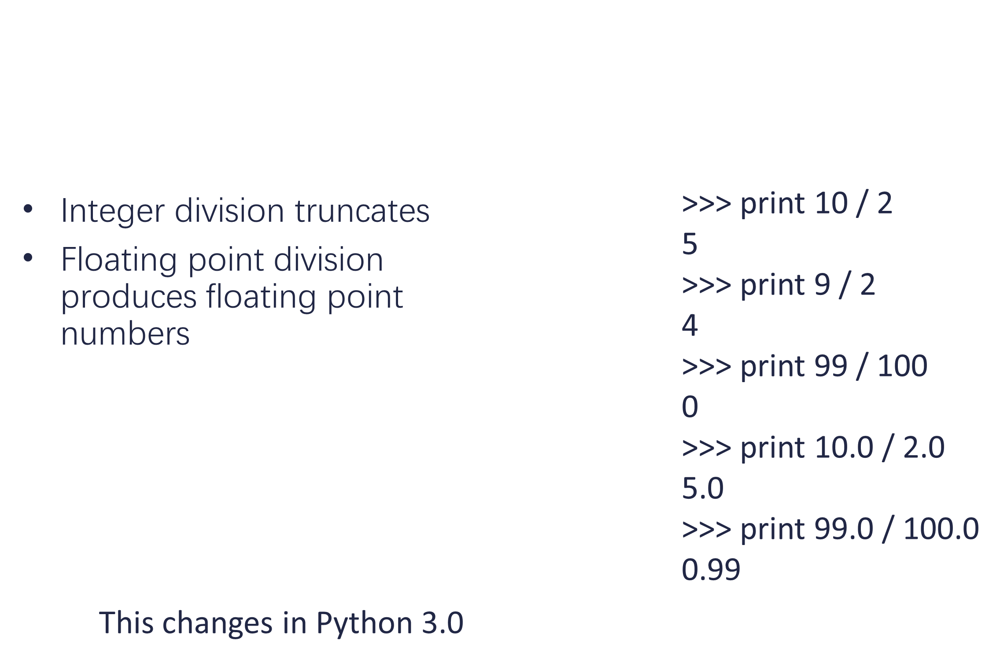 • Integer division truncates
• Floating point division
produces floating point
numbers
>>> print 10 / 2
5
>>> print 9 / 2
4
>>> print 99 / 100
0
>>> print 10.0 / 2.0
5.0
>>> print 99.0 / 100.0
0.99
This changes in Python 3.0